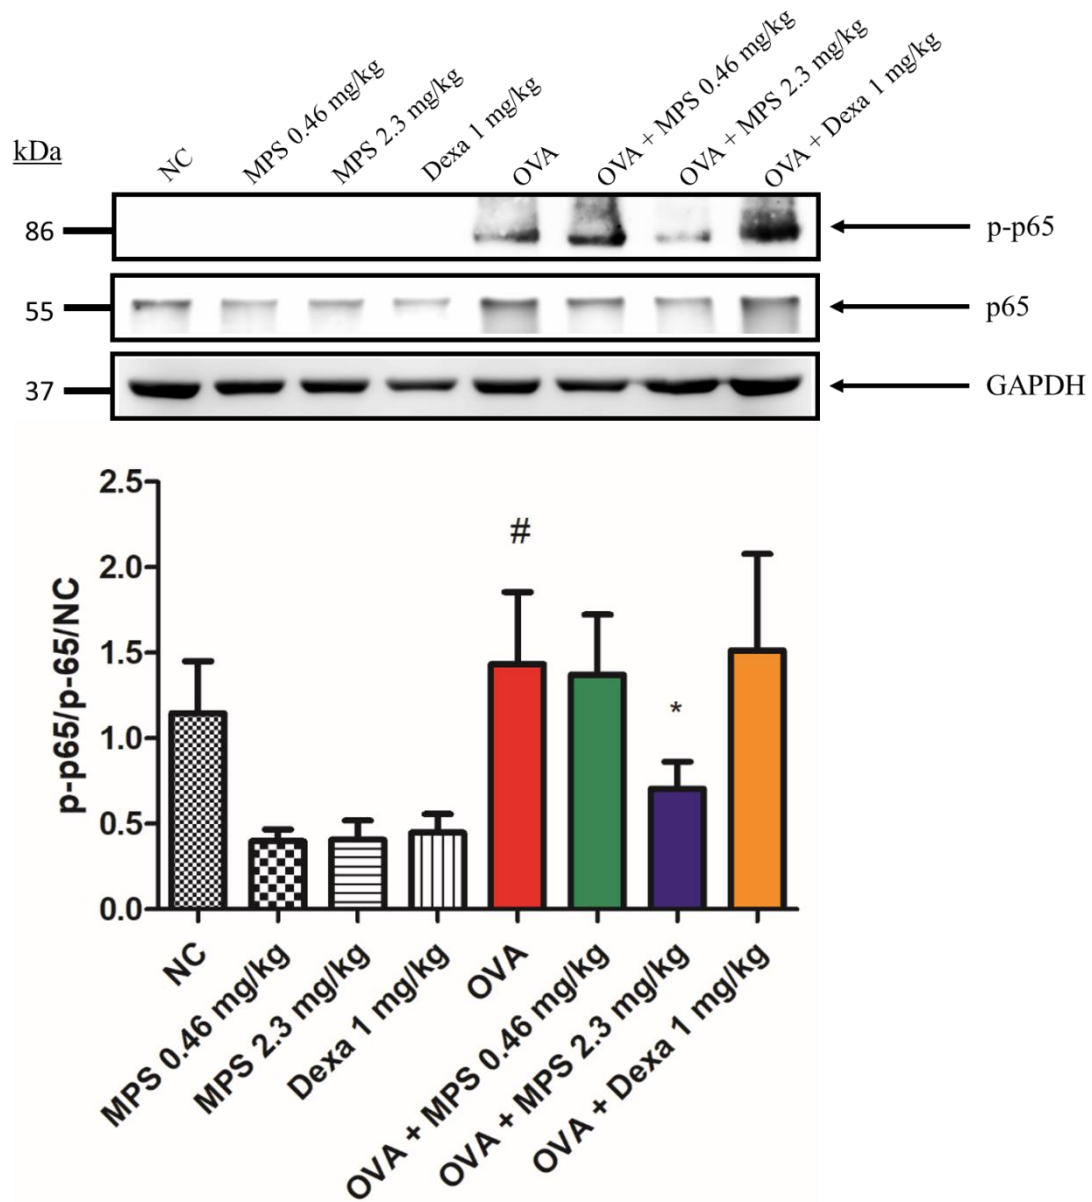 kDa
NC
MPS 0.46 mg/kg
MPS 2.3 mg/kg
Dexa 1 mg/kg
OVA
OVA + MPS 0.46 mg/kg
OVA + MPS 2.3 mg/kg
OVA + Dexa 1 mg/kg
86
p-p65
55
p65
37
GAPDH
p-p65/p-65/NC
2.5
2.0
1.5
1.0
0.5
0.0
#
*
NC
MPS 0.46 mg/kg
MPS 2.3 mg/kg
Dexa 1 mg/kg
OVA
OVA + MPS 0.46 mg/kg
OVA + MPS 2.3 mg/kg
OVA + Dexa 1 mg/kg